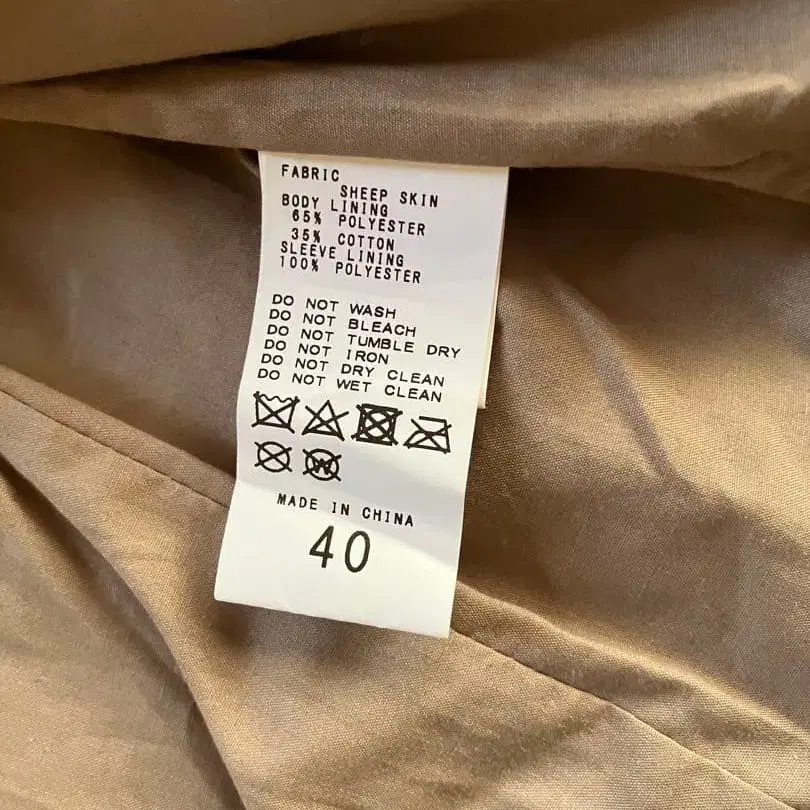 FABRIC
SHEEP SKIN
BODY LINING
65% POLYESTER
35% COTTON
SLEEVE LINING
100% POLYESTER
DO NOT WASH
DO NOT BLEACH
DO NOT TUMBLE DRY
DO NOT IRON
DO NOT DRY CLEAN
DO NOT WET CLEAN
W
MADE IN CHINA
40